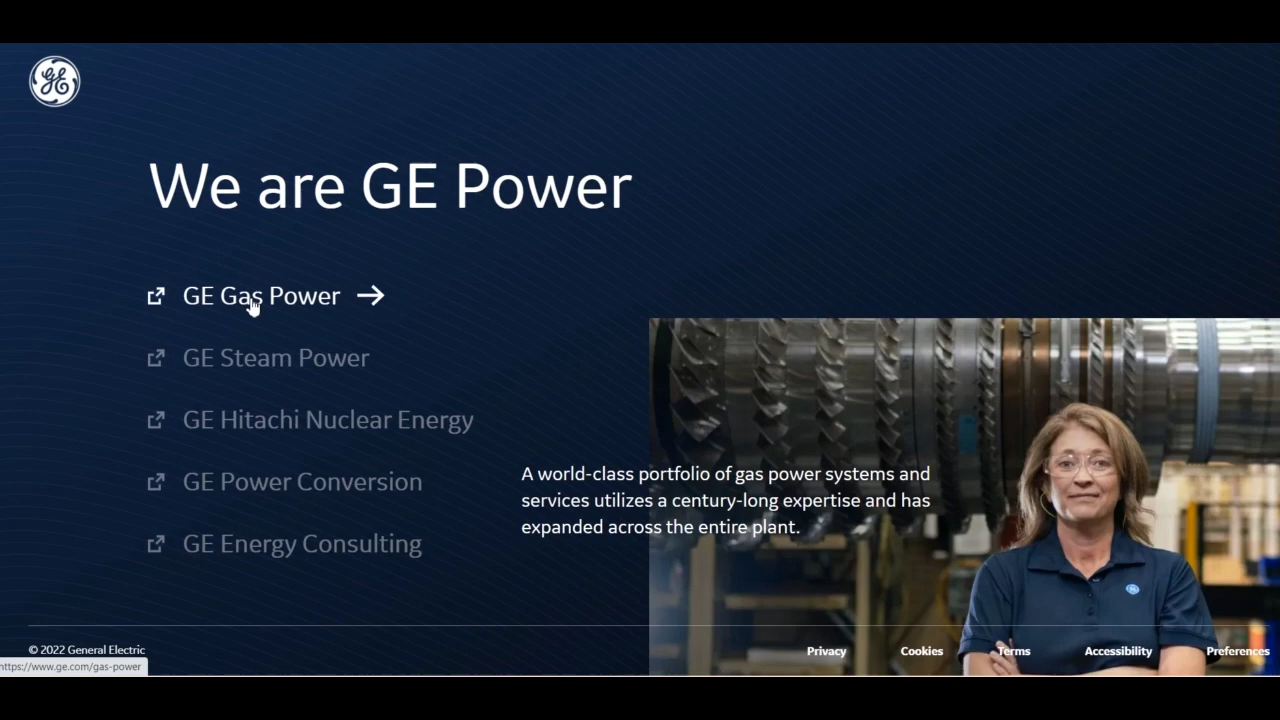 GE
We are GE Power
GE Gas Power
GE Steam Power
GE Hitachi Nuclear Energy
GE Power Conversion
GE Energy Consulting
A world-class portfolio of gas power systems and
services utilizes a century-long expertise and has
expanded across the entire plant.
© 2022 General Electric
Privacy Cookies Terms Accessibility Preferences
https://www.ge.com/gas-power